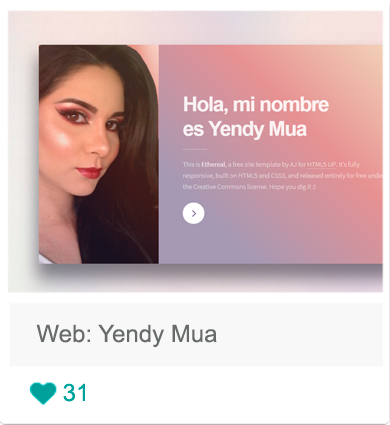 Hola, mi nombre
es Yendy Mua
This is Ethereal, a free site template by AJ for HTML5 UP. It's fully
responsive, built on HTML5 and CSS3, and released entirely for free under
the Creative Commons license. Hope you dig it :)
Web: Yendy Mua
31